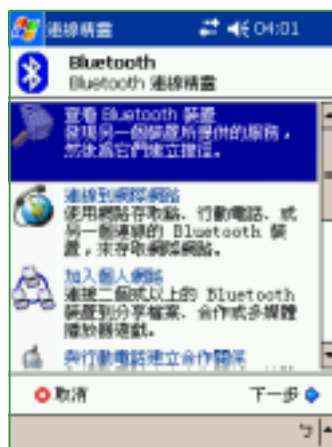 連線精靈 04:01
Bluetooth
Bluetooth 連線精靈
查看 Bluetooth 裝置
發現另一個裝置所提供的服務，
然後為它們建立捷徑。
連線到網際網路
使用網路存取點、行動電話、或
另一個連線的 Bluetooth 裝
置，來存取網際網路。
加入個人網路
連接二個或以上的 Bluetooth
裝置到分享檔案、合作或多媒體
播放器遊戲。
與行動電話建立合作關係
取消 下一步
ㄅ